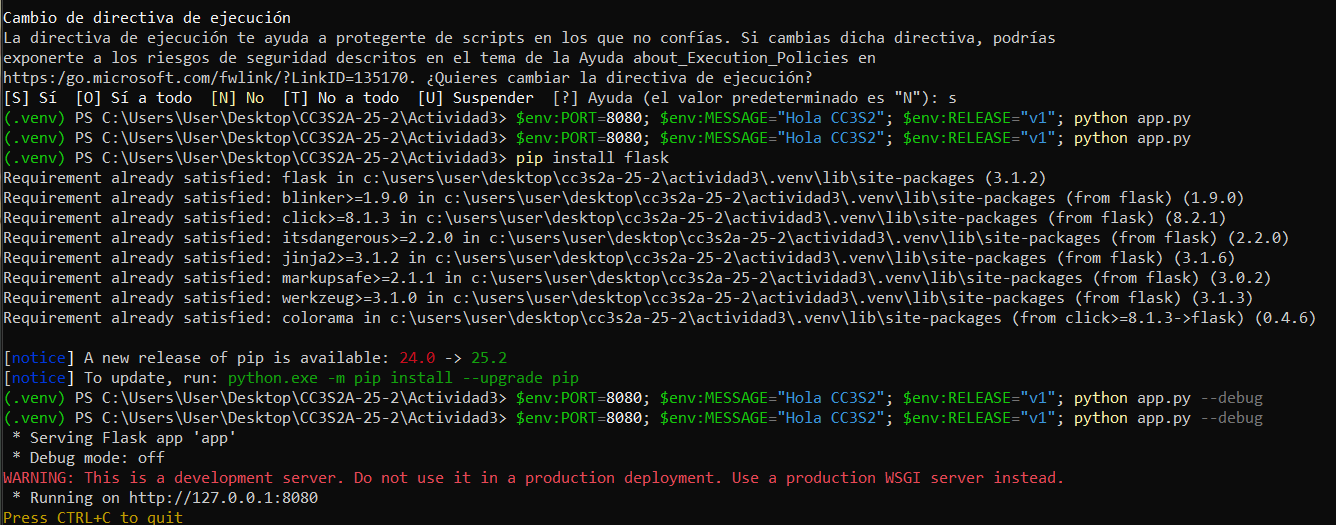 Cambio de directiva de ejecución
La directiva de ejecución te ayuda a protegerte de scripts en los que no confías. Si cambias dicha directiva, podrías
exponerte a los riesgos de seguridad descritos en el tema de la Ayuda about_Execution_Policies en
https:/go.microsoft.com/fwlink/?LinkID=135170. ¿Quieres cambiar la directiva de ejecución?
[S] Sí  [O] Sí a todo  [N] No  [T] No a todo  [U] Suspender  [?] Ayuda (el valor predeterminado es "N"): s
(.venv) PS C:\Users\User\Desktop\CC3S2A-25-2\Actividad3> $env:PORT=8080; $env:MESSAGE="Hola CC3S2"; $env:RELEASE="v1"; python app.py
(.venv) PS C:\Users\User\Desktop\CC3S2A-25-2\Actividad3> $env:PORT=8080; $env:MESSAGE="Hola CC3S2"; $env:RELEASE="v1"; python app.py
(.venv) PS C:\Users\User\Desktop\CC3S2A-25-2\Actividad3> pip install flask
Requirement already satisfied: flask in c:\users\user\desktop\cc3s2a-25-2\actividad3\.venv\lib\site-packages (3.1.2)
Requirement already satisfied: blinker>=1.9.0 in c:\users\user\desktop\cc3s2a-25-2\actividad3\.venv\lib\site-packages (from flask) (1.9.0)
Requirement already satisfied: click>=8.1.3 in c:\users\user\desktop\cc3s2a-25-2\actividad3\.venv\lib\site-packages (from flask) (8.2.1)
Requirement already satisfied: itsdangerous>=2.2.0 in c:\users\user\desktop\cc3s2a-25-2\actividad3\.venv\lib\site-packages (from flask) (2.2.0)
Requirement already satisfied: jinja2>=3.1.2 in c:\users\user\desktop\cc3s2a-25-2\actividad3\.venv\lib\site-packages (from flask) (3.1.6)
Requirement already satisfied: markupsafe>=2.1.1 in c:\users\user\desktop\cc3s2a-25-2\actividad3\.venv\lib\site-packages (from flask) (3.0.2)
Requirement already satisfied: werkzeug>=3.1.0 in c:\users\user\desktop\cc3s2a-25-2\actividad3\.venv\lib\site-packages (from flask) (3.1.3)
Requirement already satisfied: colorama in c:\users\user\desktop\cc3s2a-25-2\actividad3\.venv\lib\site-packages (from click>=8.1.3->flask) (0.4.6)
[notice] A new release of pip is available: 24.0 -> 25.2
[notice] To update, run: python.exe -m pip install --upgrade pip
(.venv) PS C:\Users\User\Desktop\CC3S2A-25-2\Actividad3> $env:PORT=8080; $env:MESSAGE="Hola CC3S2"; $env:RELEASE="v1"; python app.py --debug
(.venv) PS C:\Users\User\Desktop\CC3S2A-25-2\Actividad3> $env:PORT=8080; $env:MESSAGE="Hola CC3S2"; $env:RELEASE="v1"; python app.py --debug
 * Serving Flask app 'app'
 * Debug mode: off
WARNING: This is a development server. Do not use it in a production deployment. Use a production WSGI server instead.
 * Running on http://127.0.0.1:8080
Press CTRL+C to quit